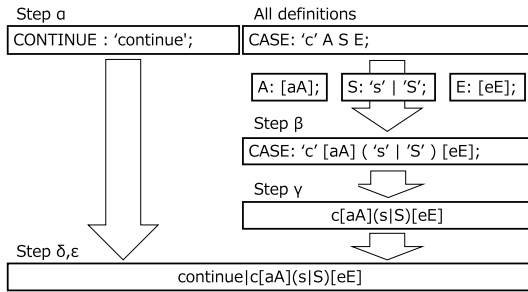 Step α
All definitions
CONTINUE : ‘continue';
CASE: ‘c’ A S E;
A: [aA];
S: ‘s’ | ’S’;
E: [eE];
Step β
CASE: ‘c’ [aA] ( ‘s’ | ’S’ ) [eE];
Step γ
c[aA](s|S)[eE]
Step δ,ε
continue|c[aA](s|S)[eE]